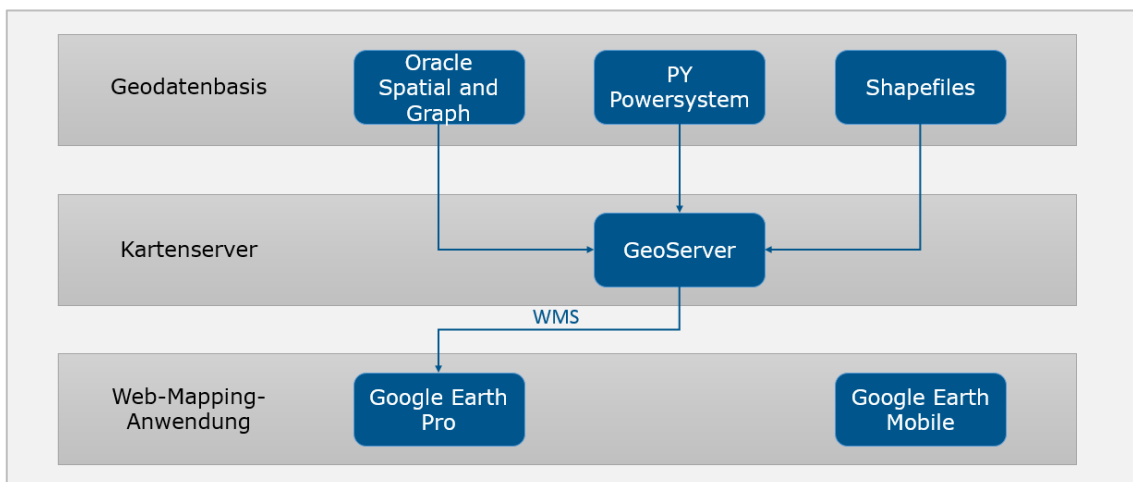 Geodatenbasis
Oracle
Spatial and
Graph
PY
Powersystem
Shapefiles
Kartenserver
GeoServer
WMS
Web-Mapping-
Anwendung
Google Earth
Pro
Google Earth
Mobile